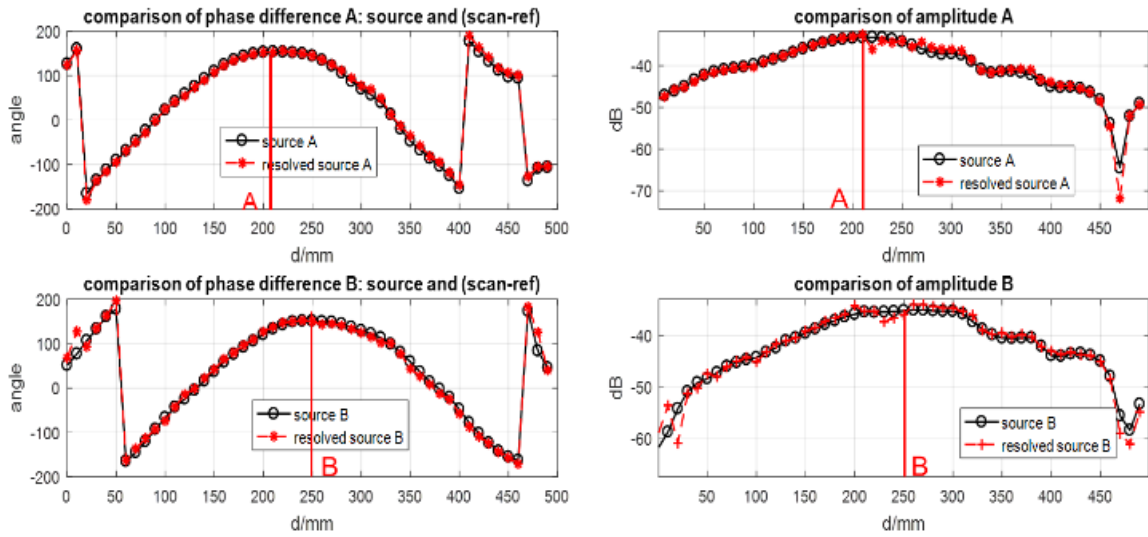 comparison of phase difference A: source and (scan-ref)
200
100
0
-100
-200
angle
source A
resolved source A
A
0 50 100 150 200 250 300 350 400 450 500
d/mm
comparison of amplitude A
-40
-50
-60
-70
dB
source A
resolved source A
A
50 100 150 200 250 300 350 400 450
d/mm
comparison of phase difference B: source and (scan-ref)
200
100
0
-100
-200
angle
source B
resolved source B
B
0 50 100 150 200 250 300 350 400 450 500
d/mm
comparison of amplitude B
-40
-50
-60
dB
source B
resolved source B
B
50 100 150 200 250 300 350 400 450
d/mm